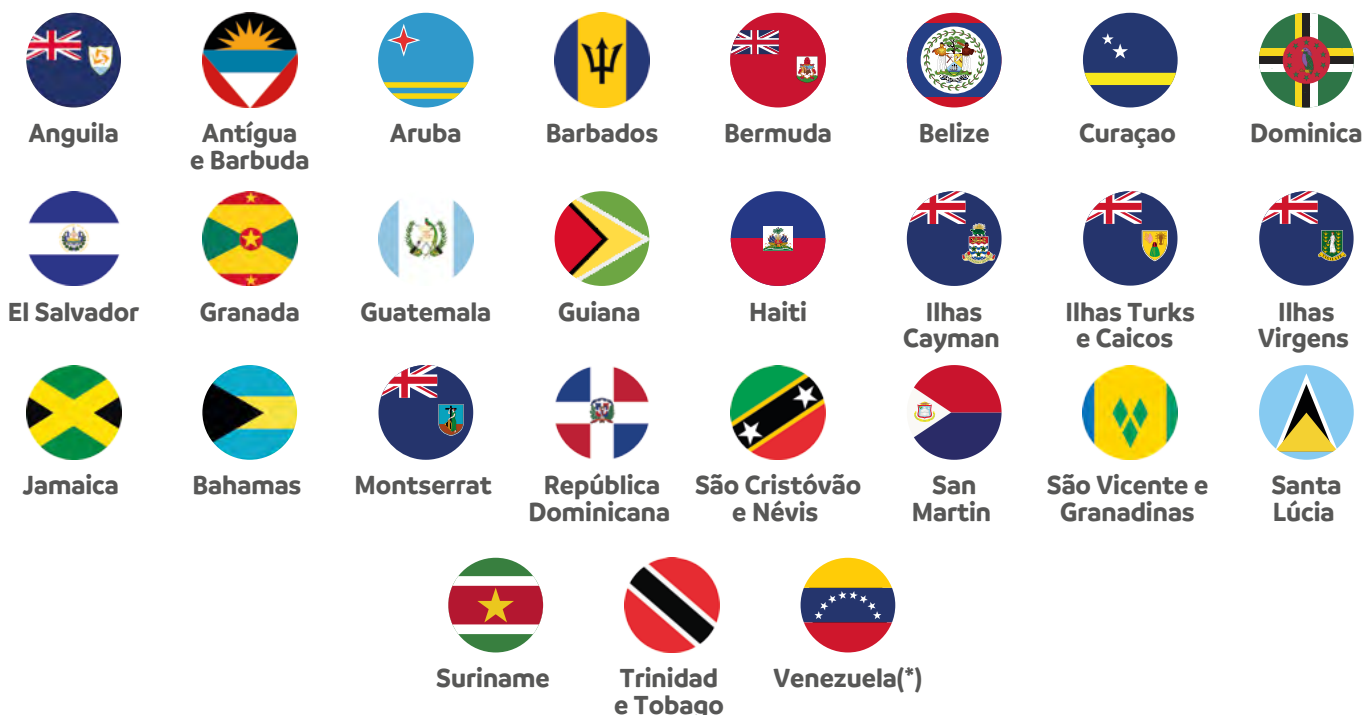 Anguila
Antígua
e Barbuda
Aruba
Barbados
Bermuda
Belize
Curaçao
Dominica
El Salvador
Granada
Guatemala
Guiana
Haiti
Ilhas
Cayman
Ilhas Turks
e Caicos
Ilhas
Virgens
Jamaica
Bahamas
Montserrat
República
Dominicana
São Cristóvão
e Névis
San
Martin
São Vicente e
Granadinas
Santa
Lúcia
Suriname
Trinidad
e Tobago
Venezuela(*)